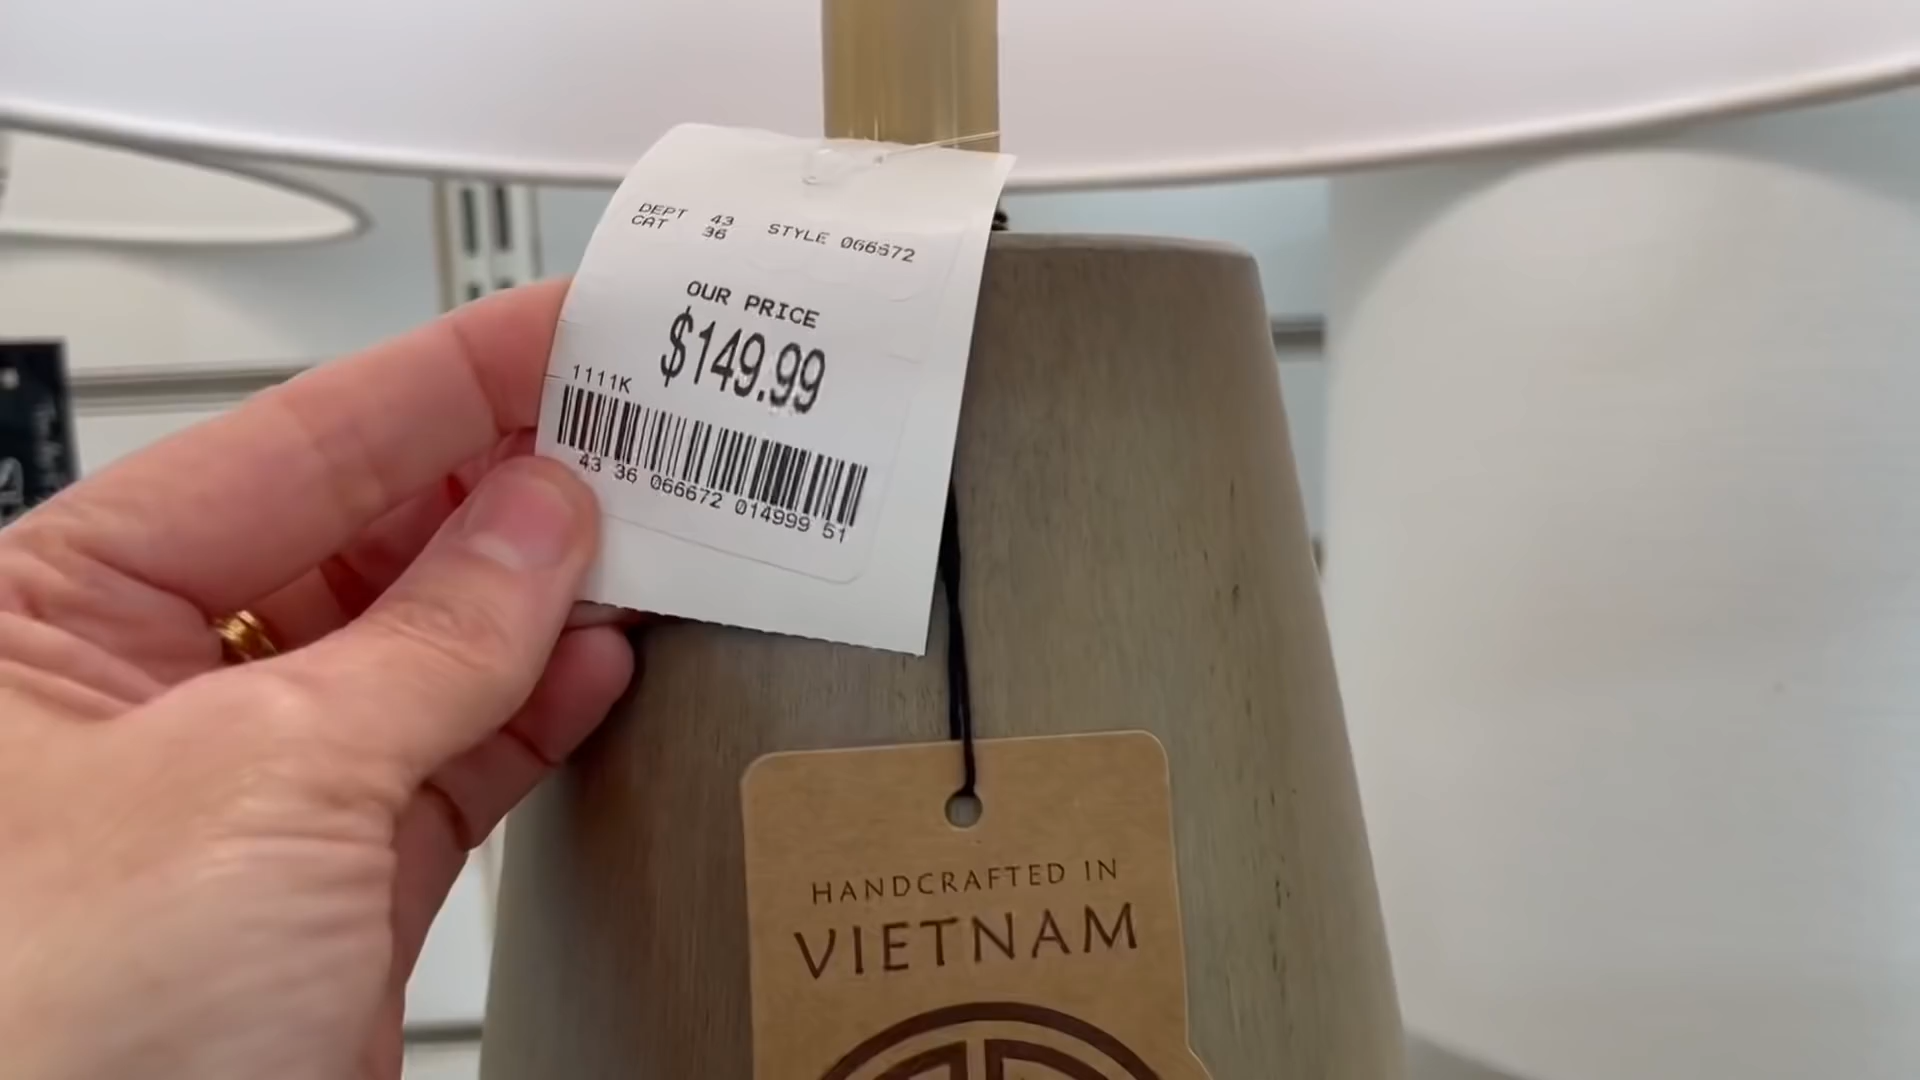 DEPT 43 STYLE 066672
CAT 36
OUR PRICE
$149.99
1111K
43 36 066672 014999 51
HANDCRAFTED IN
VIETNAM